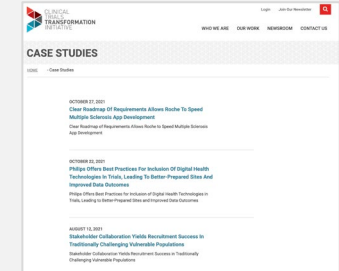 CLINICAL
TRIALS
TRANSFORMATION
INITIATIVE
Login Join Our Newsletter
WHO WE ARE OUR WORK NEWSROOM CONTACT US
CASE STUDIES
HOME - Case Studies
OCTOBER 27, 2021
Clear Roadmap Of Requirements Allows Roche To Speed
Multiple Sclerosis App Development
Clear Roadmap of Requirements Allows Roche to Speed Multiple Sclerosis
App Development
OCTOBER 22, 2021
Philips Offers Best Practices For Inclusion Of Digital Health
Technologies In Trials, Leading To Better-Prepared Sites And
Improved Data Outcomes
Philips Offers Best Practices for Inclusion of Digital Health Technologies in
Trials, Leading to Better-Prepared Sites and Improved Data Outcomes
AUGUST 12, 2021
Stakeholder Collaboration Yields Recruitment Success In
Traditionally Challenging Vulnerable Populations
Stakeholder Collaboration Yields Recruitment Success in Traditionally
Challenging Vulnerable Populations